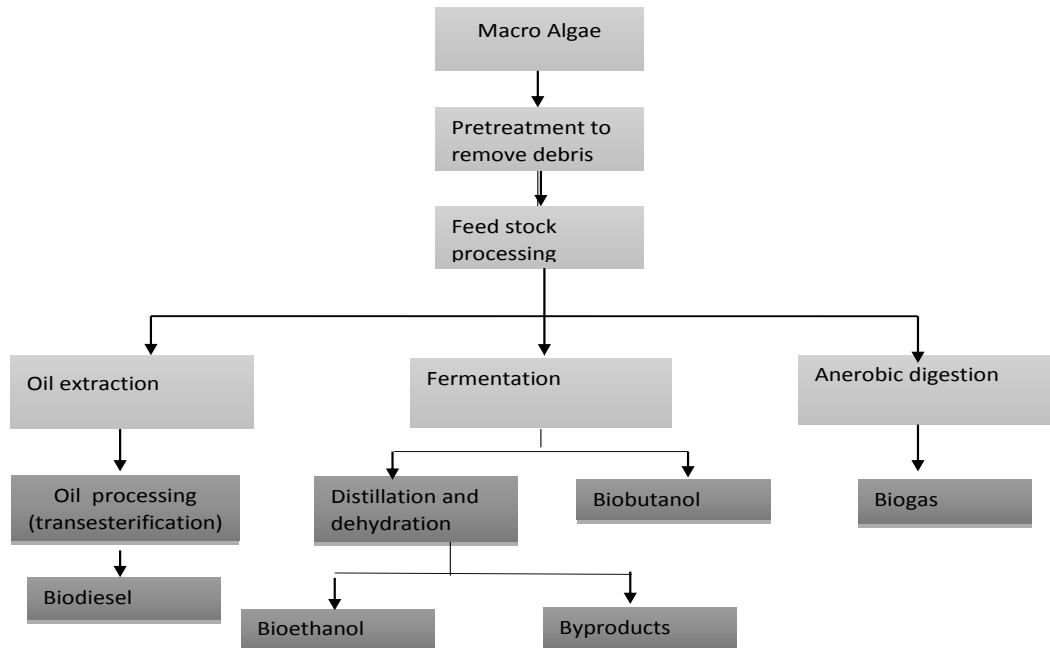 Macro Algae
Pretreatment to
remove debris
Feed stock
processing
Oil extraction
Fermentation
Anerobic digestion
Oil processing
(transesterification)
Distillation and
dehydration
Biobutanol
Biogas
Biodiesel
Bioethanol
Byproducts